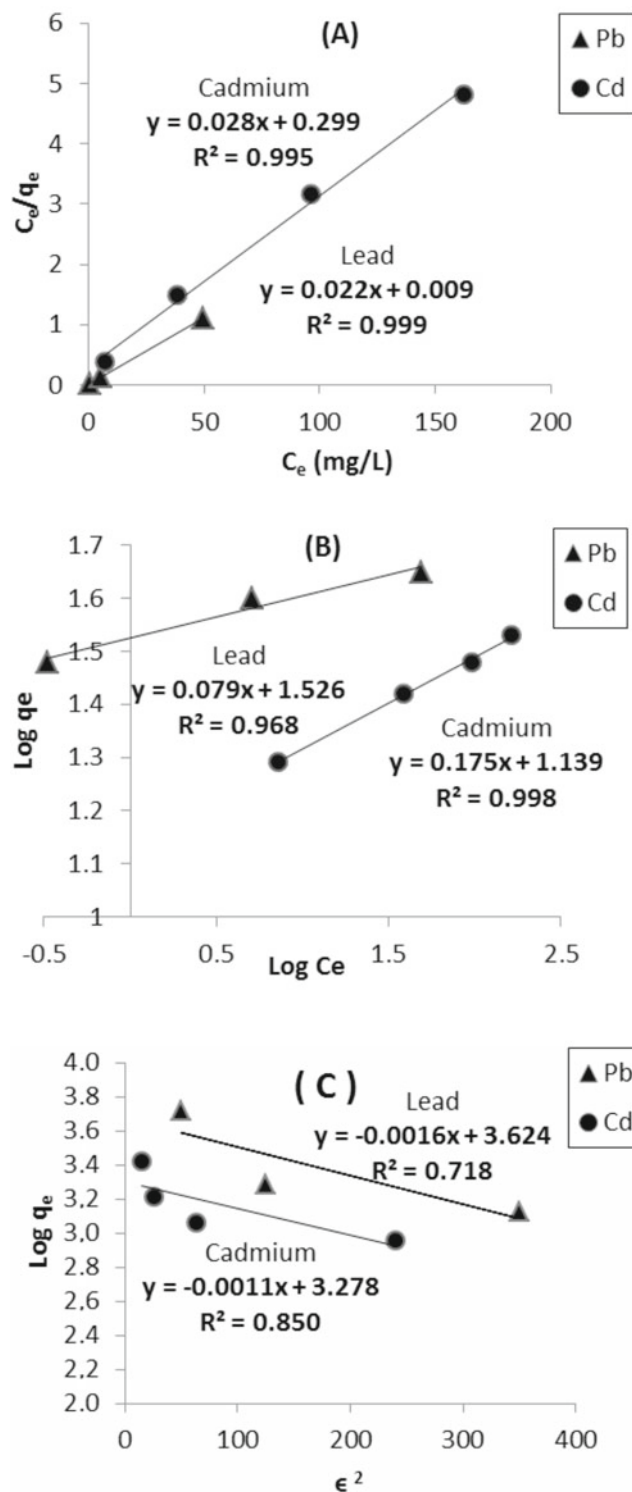 (A)
▲ Pb
● Cd
Cadmium
y = 0.028x + 0.299
R² = 0.995
Lead
y = 0.022x + 0.009
R² = 0.999
Cₑ/qₑ
6
5
4
3
2
1
0
0 50 100 150 200
Cₑ (mg/L)
(B)
▲ Pb
● Cd
Lead
y = 0.079x + 1.526
R² = 0.968
Cadmium
y = 0.175x + 1.139
R² = 0.998
Log qe
1.7
1.6
1.5
1.4
1.3
1.2
1.1
1
-0.5 0.5 1.5 2.5
Log Ce
( C )
▲ Pb
● Cd
Lead
y = -0.0016x + 3.624
R² = 0.718
Cadmium
y = -0.0011x + 3.278
R² = 0.850
Log qₑ
4.0
3.8
3.6
3.4
3.2
3.0
2.8
2.6
2.4
2.2
2.0
0 100 200 300 400
ϵ ²